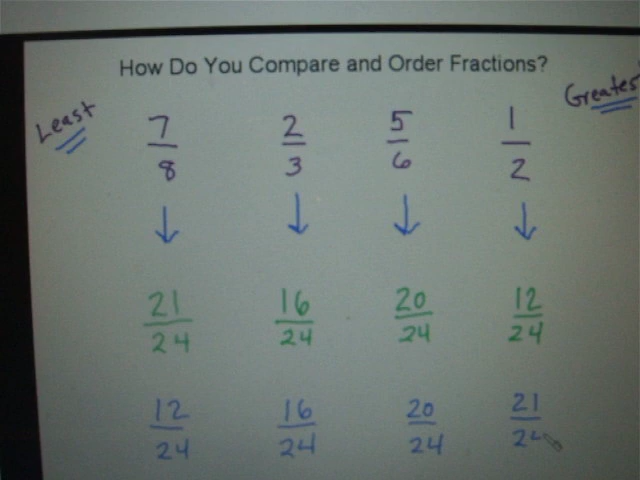 How Do You Compare and Order Fractions?
Least Greatest
7/8 2/3 5/6 1/2
21/24 16/24 20/24 12/24
12/24 16/24 20/24 21/24